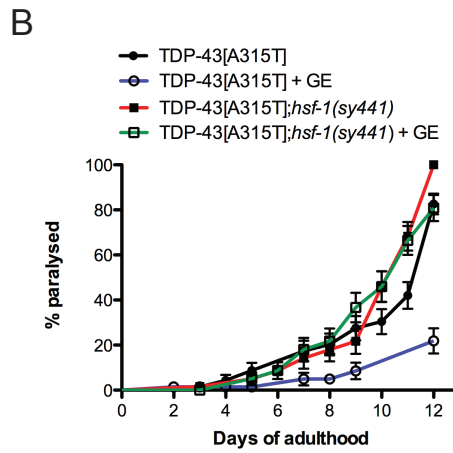 B
TDP-43[A315T]
TDP-43[A315T] + GE
TDP-43[A315T];hsf-1(sy441)
TDP-43[A315T];hsf-1(sy441) + GE
100
80
60
40
20
0
% paralysed
0 2 4 6 8 10 12
Days of adulthood